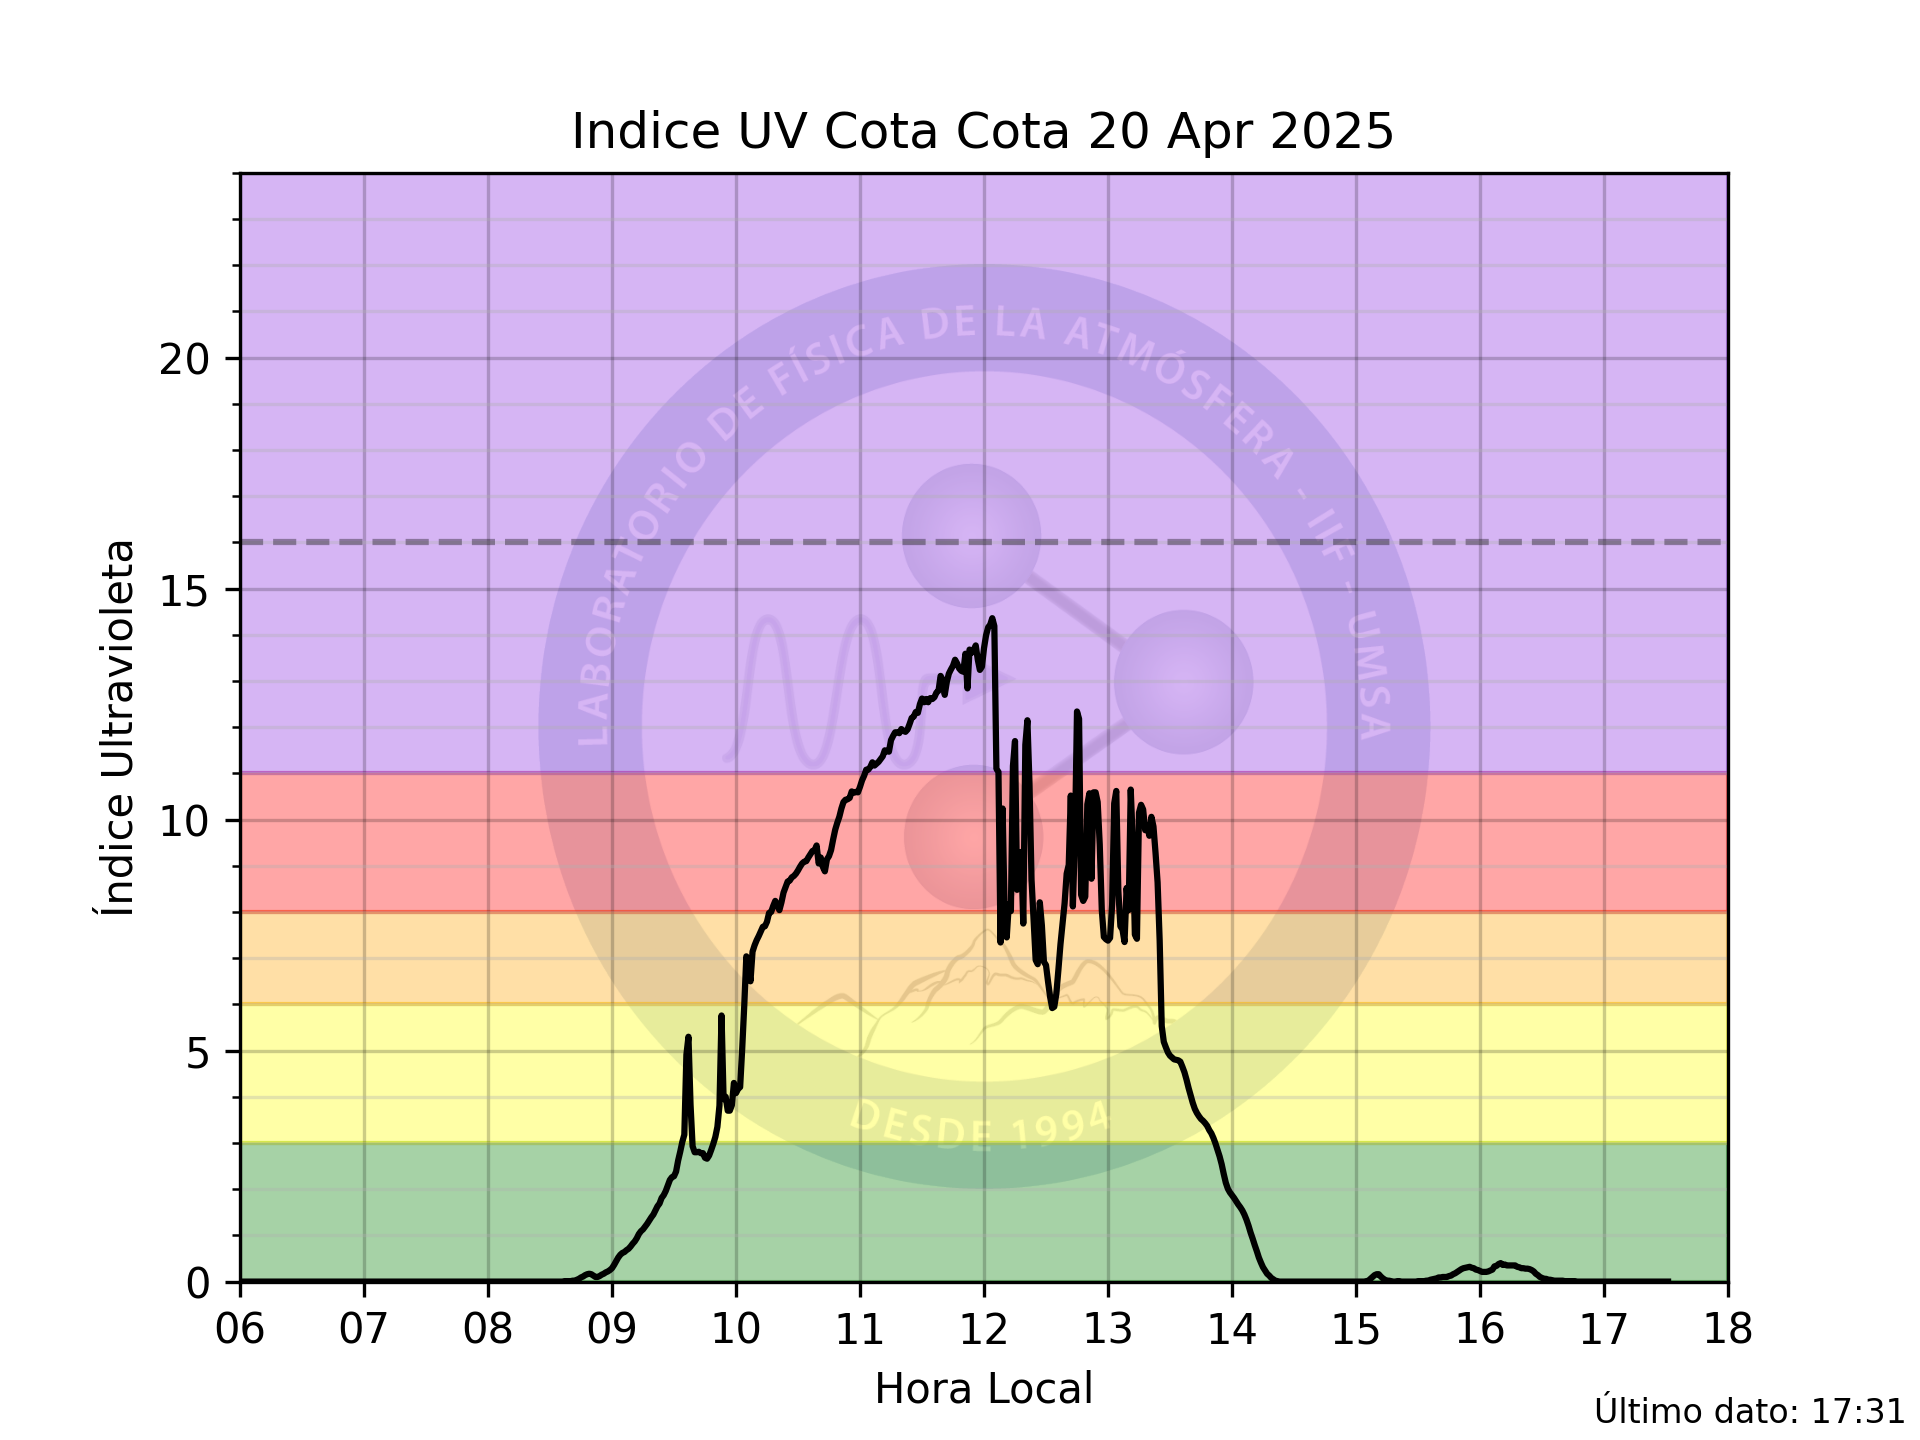 Indice UV Cota Cota 20 Apr 2025
Índice Ultravioleta
20
15
10
5
0
LABORATORIO DE FÍSICA DE LA ATMÓSFERA - IIF - UMSA
DESDE 1994
06 07 08 09 10 11 12 13 14 15 16 17 18
Hora Local
Último dato: 17:31